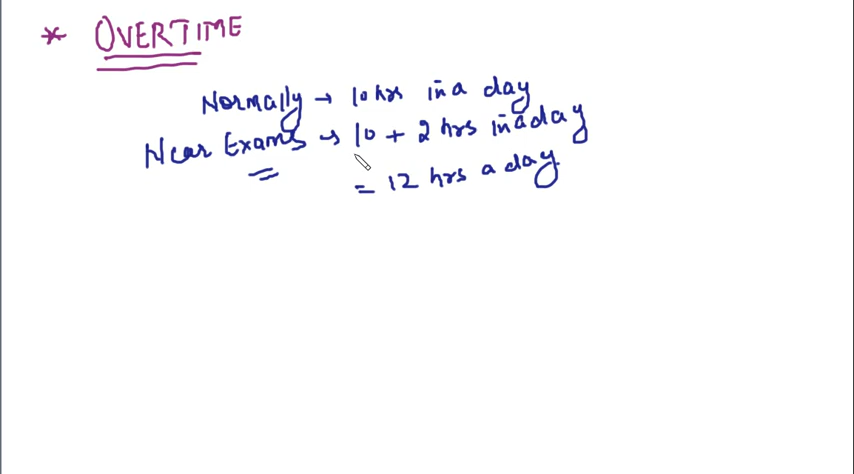 * OVERTIME
Normally → 10 hrs in a day
Near Exams → 10 + 2 hrs in a day
= 12 hrs a day.